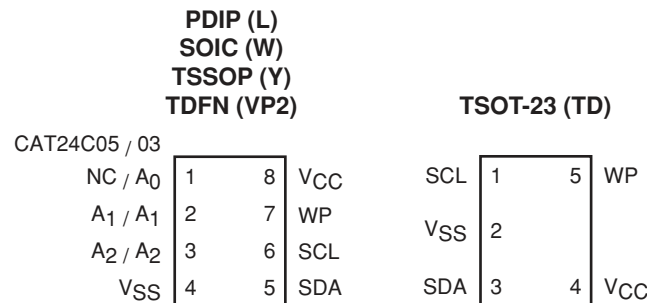 PDIP (L)
SOIC (W)
TSSOP (Y)
TDFN (VP2)
CAT24C05 / 03
NC / A0 1 8 VCC
A1 / A1 2 7 WP
A2 / A2 3 6 SCL
VSS 4 5 SDA
TSOT-23 (TD)
SCL 1 5 WP
VSS 2
SDA 3 4 VCC